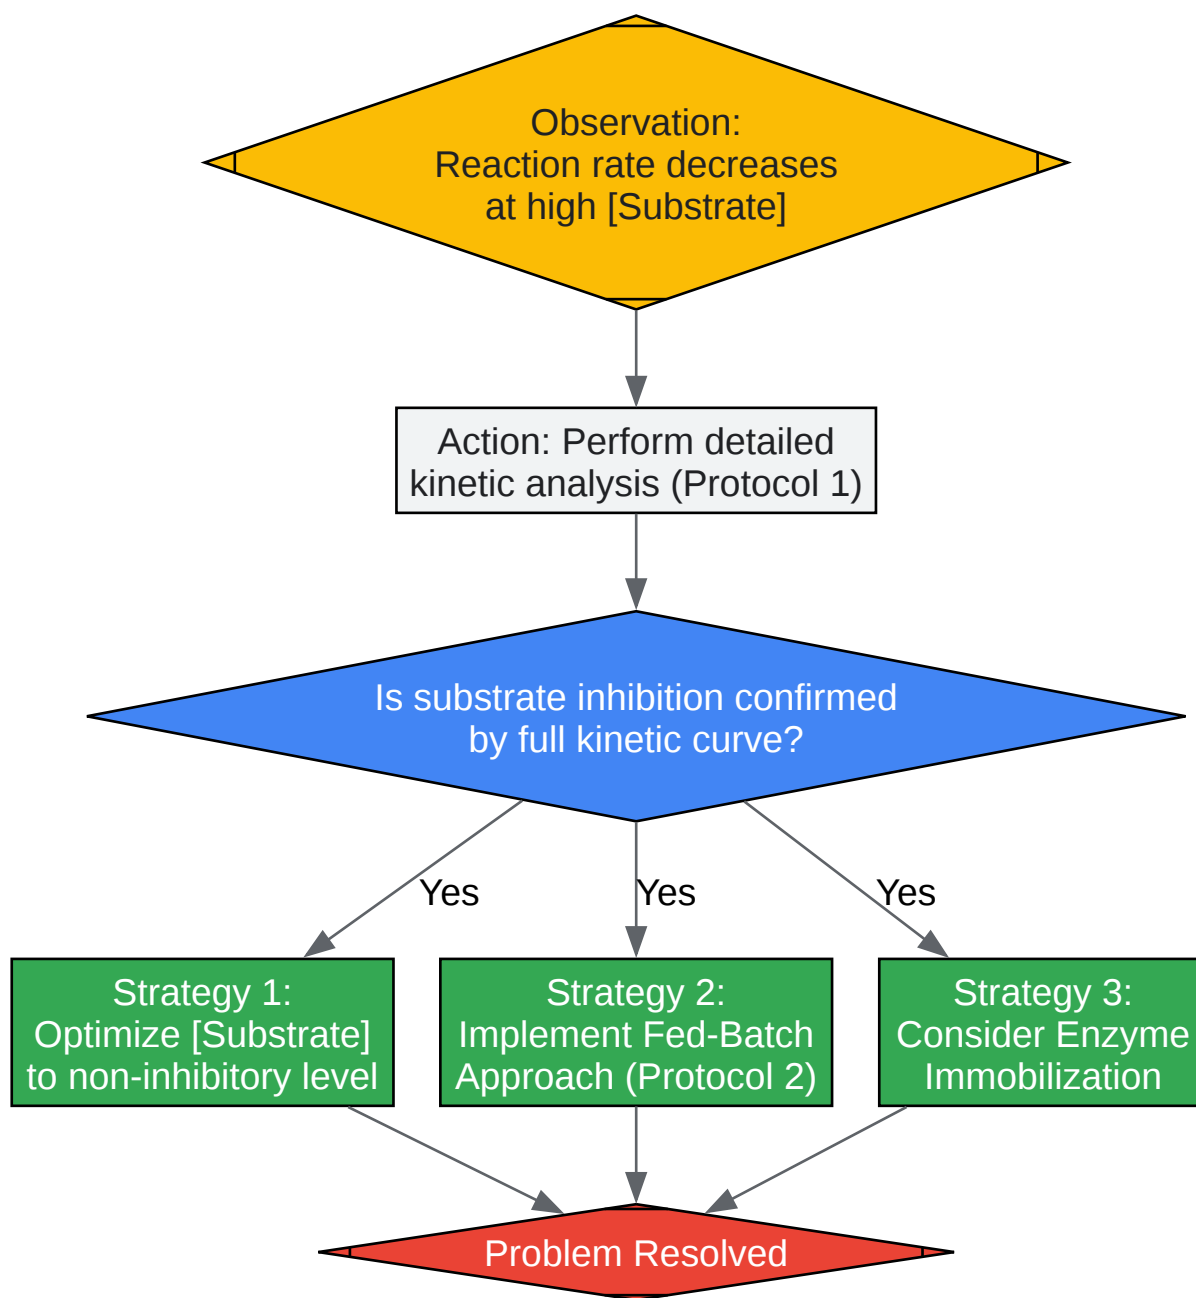 Observation:
Reaction rate decreases
at high [Substrate]
Action: Perform detailed
kinetic analysis (Protocol 1)
Is substrate inhibition confirmed
by full kinetic curve?
Yes
Yes
Yes
Strategy 1:
Optimize [Substrate]
to non-inhibitory level
Strategy 2:
Implement Fed-Batch
Approach (Protocol 2)
Strategy 3:
Consider Enzyme
Immobilization
Problem Resolved